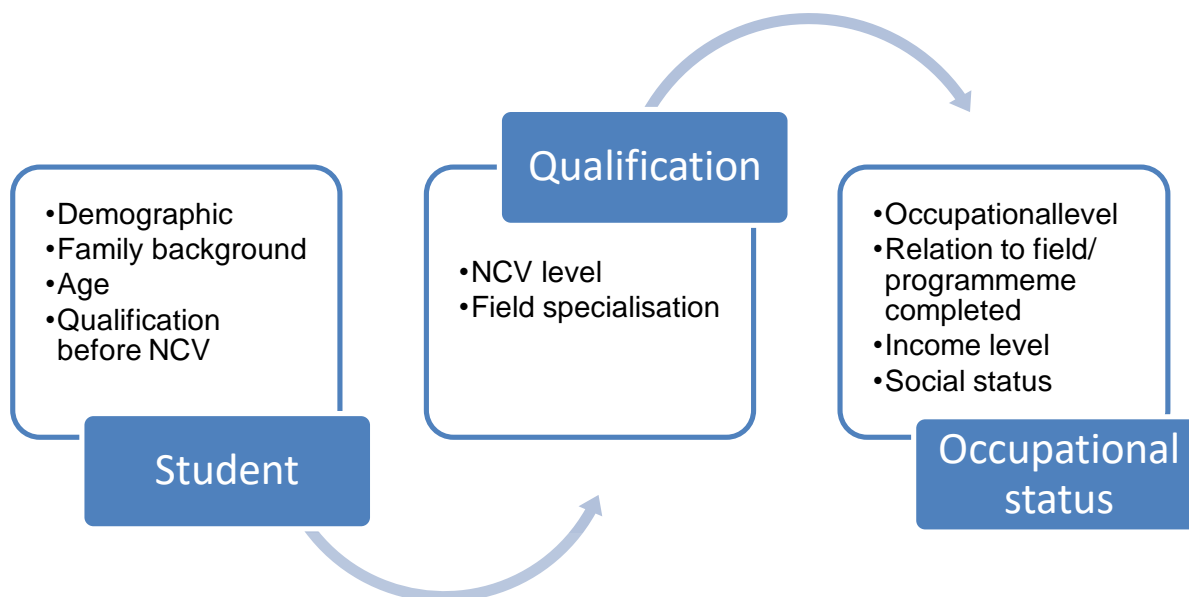 •Demographic
•Family background
•Age
•Qualification
before NCV
Student
Qualification
•NCV level
•Field specialisation
•Occupationallevel
•Relation to field/
programmeme
completed
•Income level
•Social status
Occupational
status